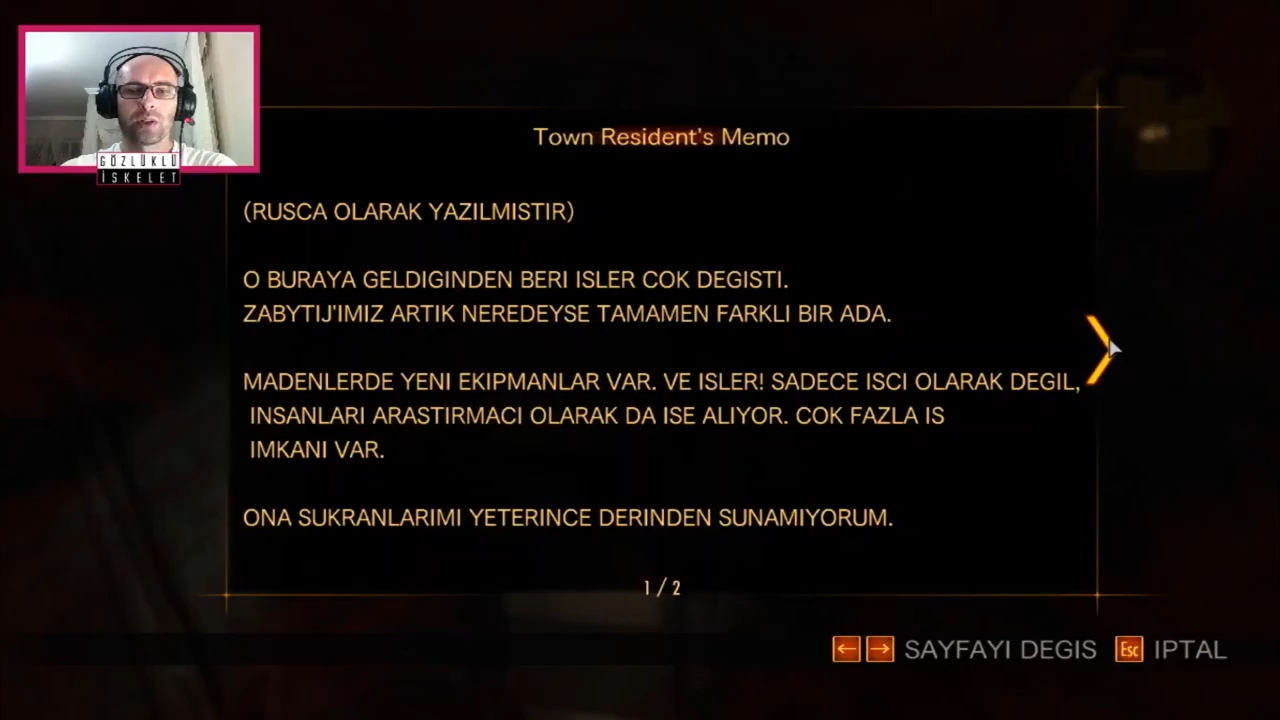 GÖZLÜKLÜ
İSKELET
Town Resident's Memo
(RUSCA OLARAK YAZILMISTIR)
O BURAYA GELDIGINDEN BERI ISLER COK DEGISTI.
ZABYTIJ'IMIZ ARTIK NEREDEYSE TAMAMEN FARKLI BIR ADA.
MADENLERDE YENI EKIPMANLAR VAR. VE ISLER! SADECE ISCI OLARAK DEGIL,
INSANLARI ARASTIRMACI OLARAK DA ISE ALIYOR. COK FAZLA IS
IMKANI VAR.
ONA SUKRANLARIMI YETERINCE DERINDEN SUNAMIYORUM.
1 / 2
← → SAYFAYI DEGIS Esc IPTAL